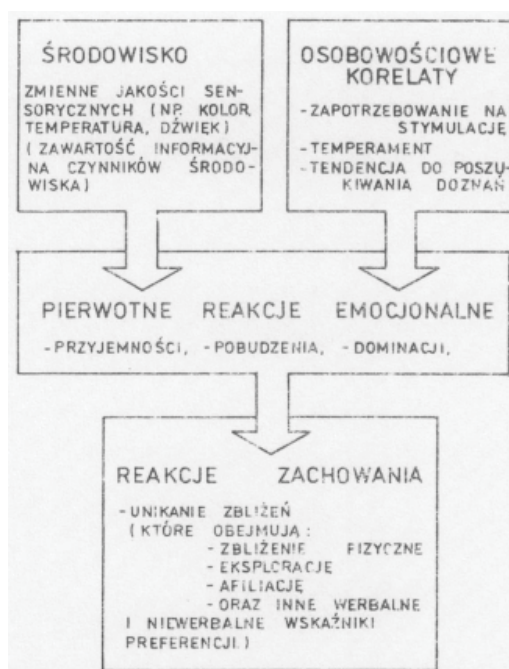 ŚRODOWISKO
ZMIENNE JAKOŚCI SEN-
SORYCZNYCH (NP. KOLOR,
TEMPERATURA, DŹWIĘK)
(ZAWARTOŚĆ INFORMACYJ-
NA CZYNNIKÓW ŚRODO-
WISKA)
OSOBOWOŚCIOWE
KORELATY
-ZAPOTRZEBOWANIE NA
STYMULACJĘ
-TEMPERAMENT
-TENDENCJA DO POSZU-
KIWANIA DOZNAŃ
PIERWOTNE REAKCJE EMOCJONALNE
-PRZYJEMNOŚCI, -POBUDZENIA, -DOMINACJI,
REAKCJE ZACHOWANIA
-UNIKANIE ZBLIŻEŃ
(KTÓRE OBEJMUJĄ:
-ZBLIŻENIE FIZYCZNE
-EKSPLORACJĘ
-AFILIACJĘ
-ORAZ INNE WERBALNE
I NIEWERBALNE WSKAŹNIKI
PREFERENCJI.)